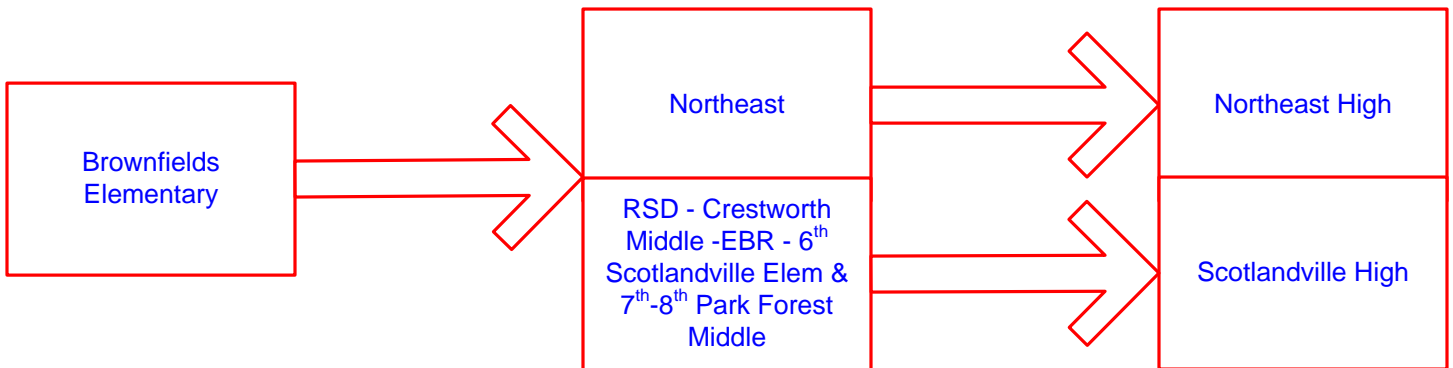 Brownfields
Elementary
Northeast
RSD - Crestworth
Middle -EBR - 6th
Scotlandville Elem &
7th-8th Park Forest
Middle
Northeast High
Scotlandville High